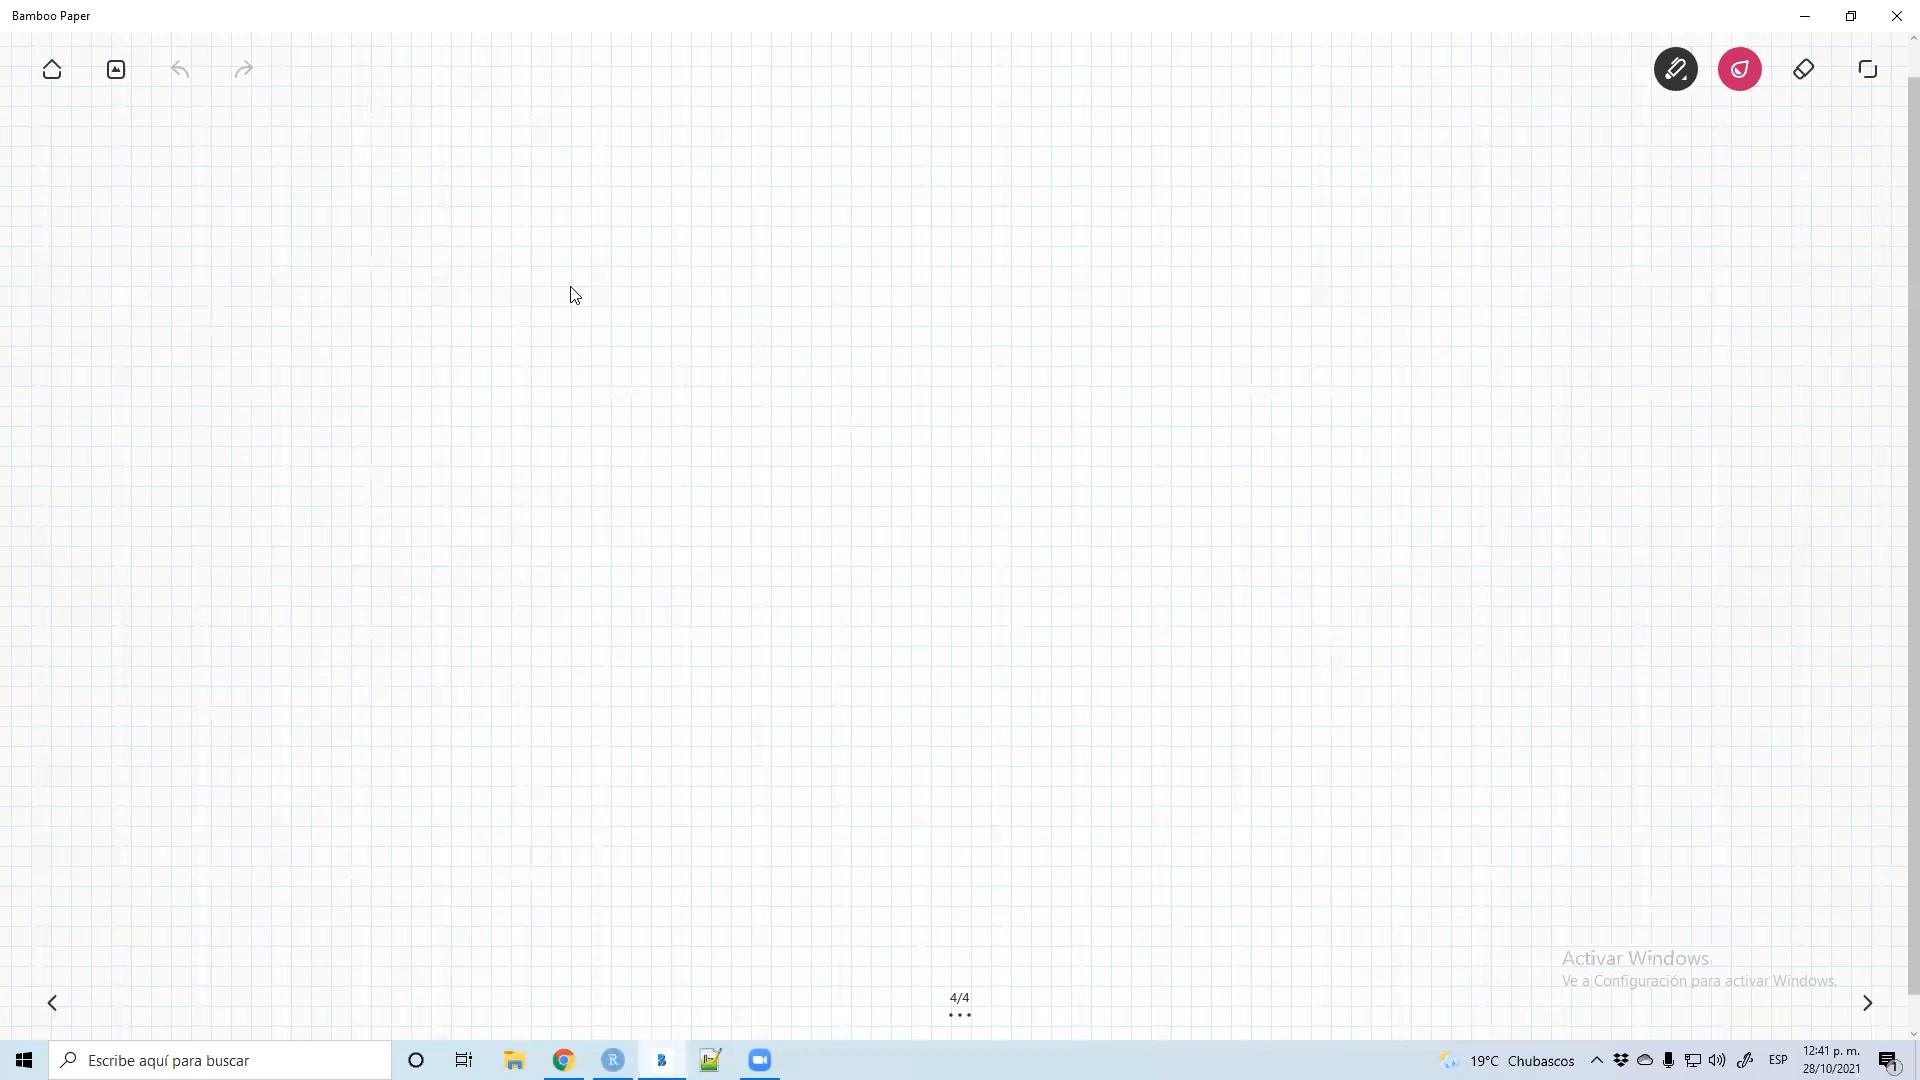 Bamboo Paper
4/4
Activar Windows
Ve a Configuración para activar Windows.
Escribe aquí para buscar
19°C Chubascos
ESP
12:41 p. m.
28/10/2021
1